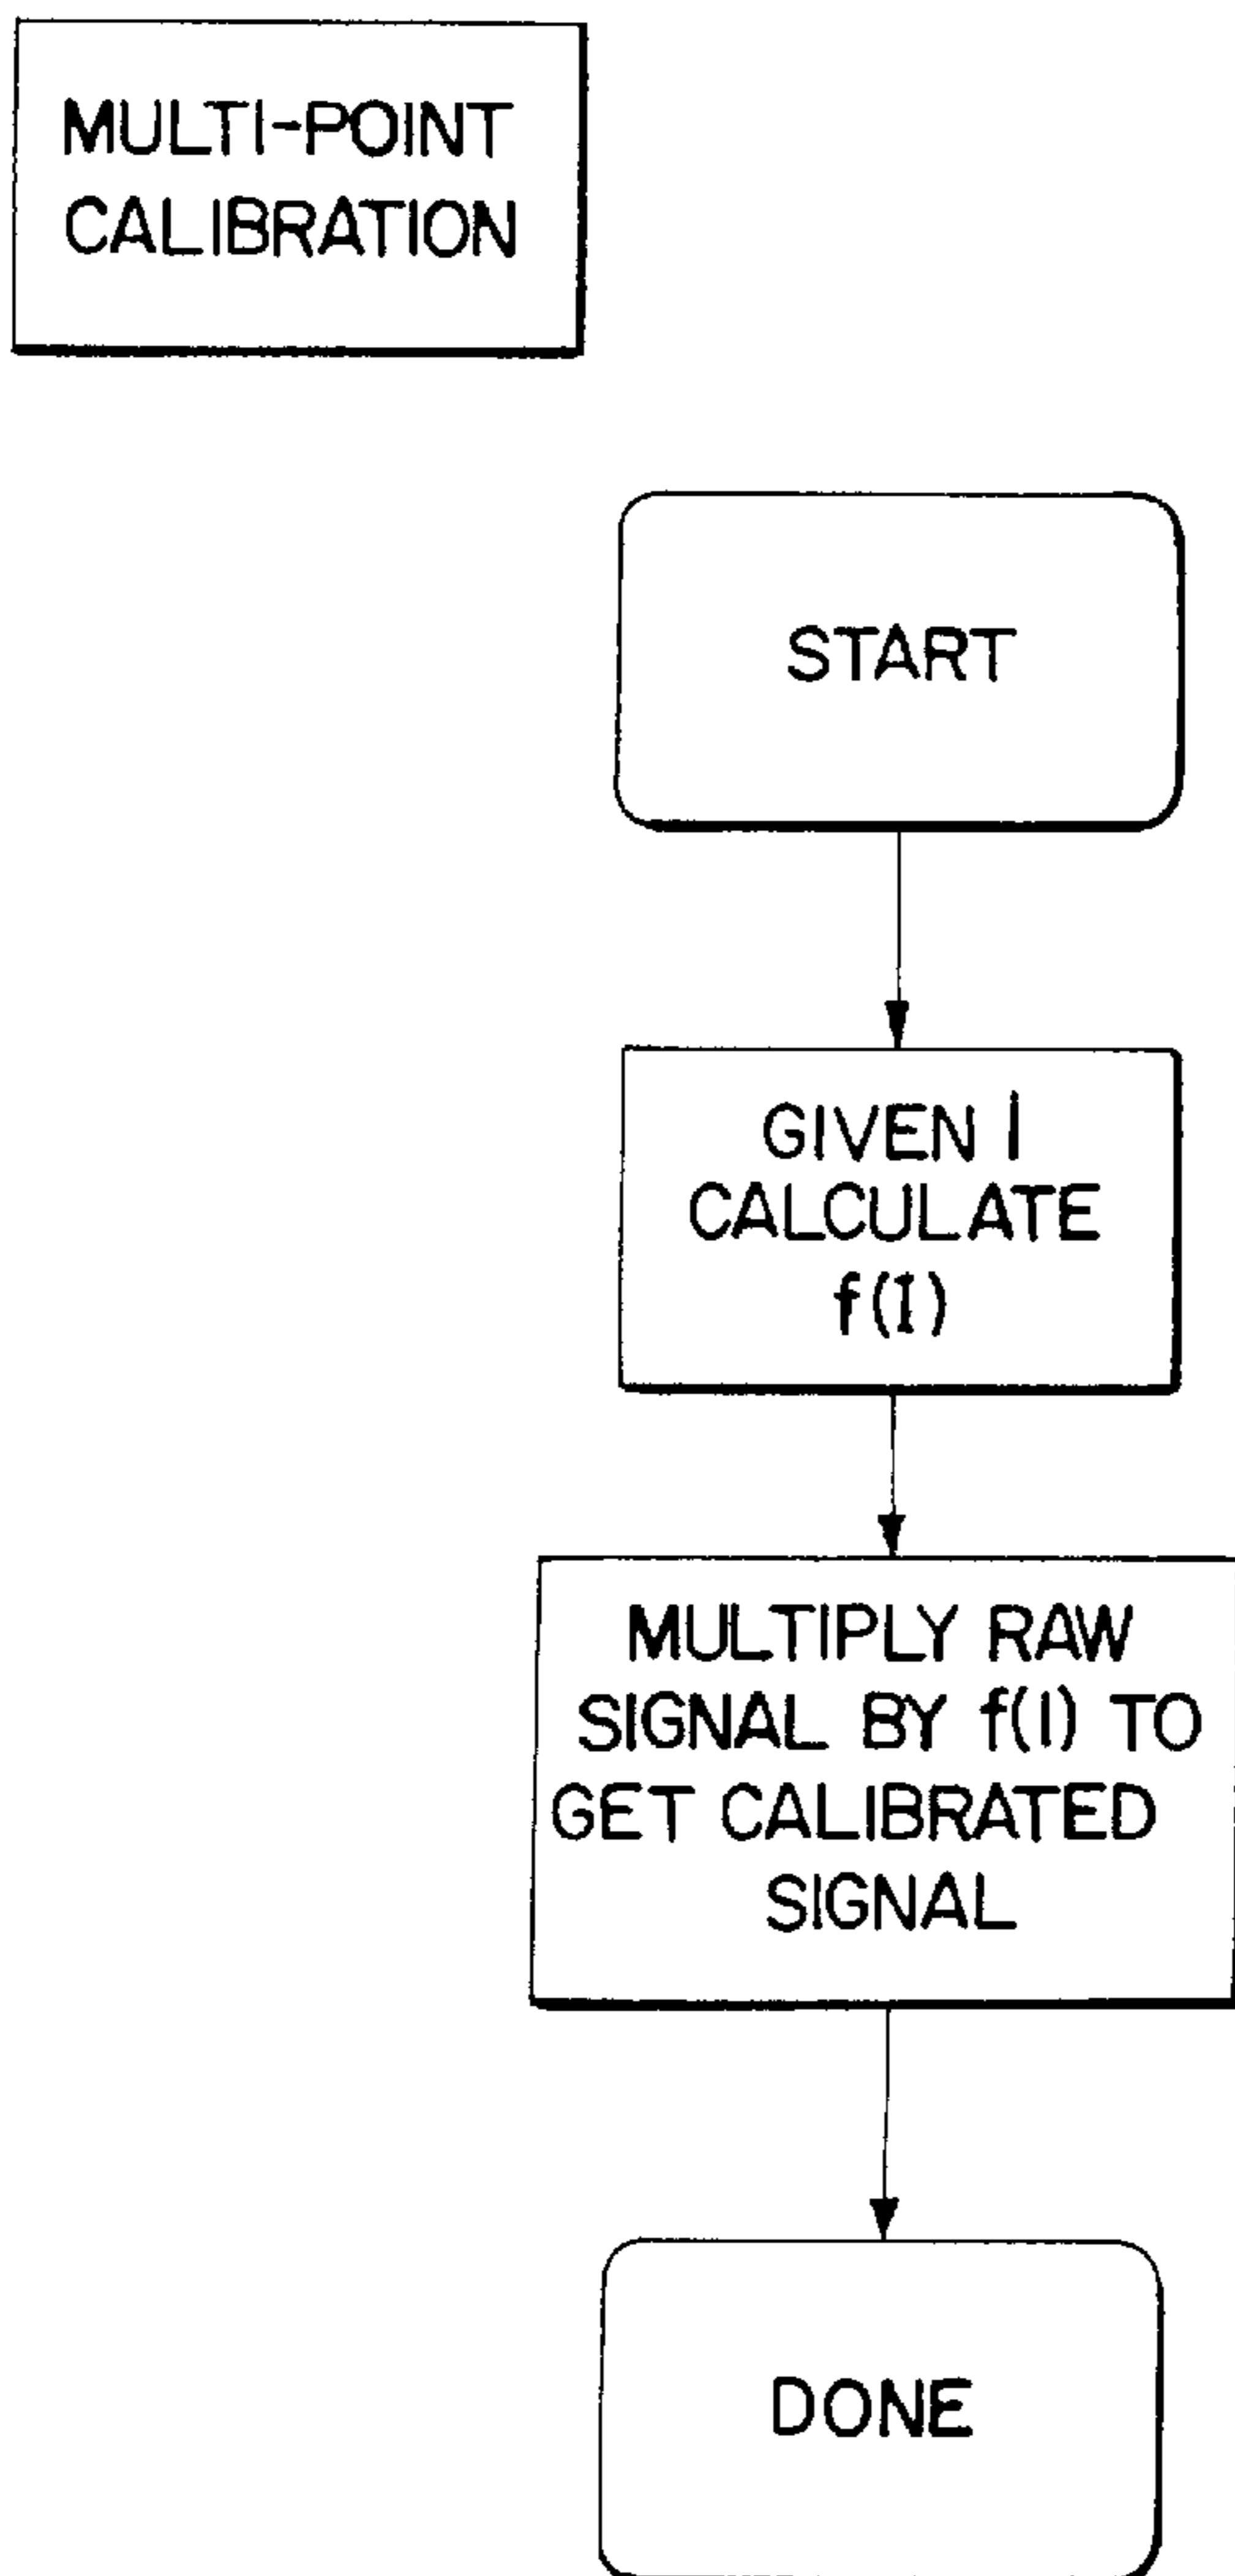 MULTI-POINT
CALIBRATION
START
GIVEN I
CALCULATE
f(I)
MULTIPLY RAW
SIGNAL BY f(I) TO
GET CALIBRATED
SIGNAL
DONE